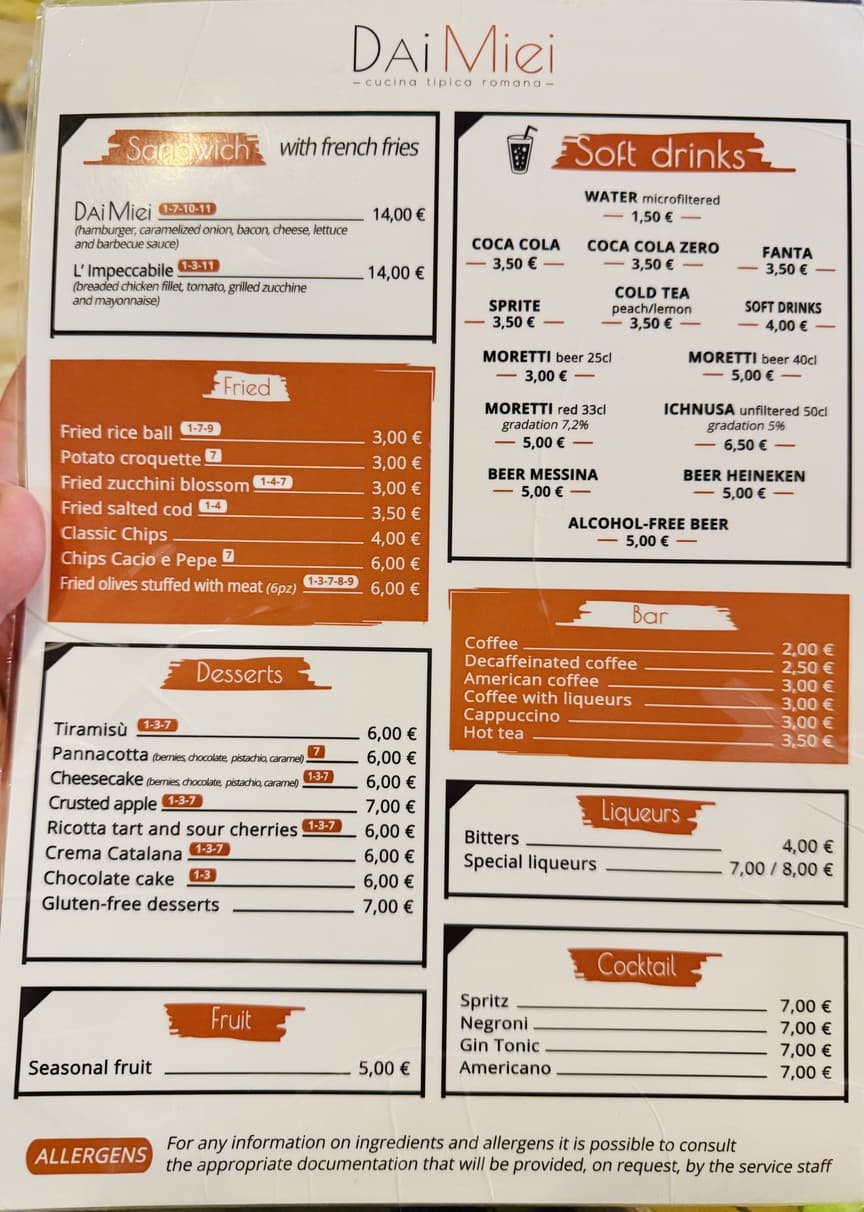 DAi Miei
cucina tipica romana
Sandwich with french fries
DAi Miei 1-7-10-11 14,00 €
(hamburger, caramelized onion, bacon, cheese, lettuce
and barbecue sauce)
L' Impeccabile 1-3-11 14,00 €
(breaded chicken fillet, tomato, grilled zucchine
and mayonnaise)
Fried
Fried rice ball 1-7-9 3,00 €
Potato croquette 7 3,00 €
Fried zucchini blossom 1-4-7 3,00 €
Fried salted cod 1-4 3,50 €
Classic Chips 4,00 €
Chips Cacio e Pepe 7 6,00 €
Fried olives stuffed with meat (6pz) 1-3-7-8-9 6,00 €
Desserts
Tiramisù 1-3-7 6,00 €
Pannacotta (berries, chocolate, pistachio, caramel) 7 6,00 €
Cheesecake (berries, chocolate, pistachio, caramel) 1-3-7 6,00 €
Crusted apple 1-3-7 7,00 €
Ricotta tart and sour cherries 1-3-7 6,00 €
Crema Catalana 1-3-7 6,00 €
Chocolate cake 1-3 6,00 €
Gluten-free desserts 7,00 €
Fruit
Seasonal fruit 5,00 €
Soft drinks
WATER microfiltered
1,50 €
COCA COLA COCA COLA ZERO FANTA
3,50 € 3,50 € 3,50 €
SPRITE COLD TEA SOFT DRINKS
peach/lemon
3,50 € 3,50 € 4,00 €
MORETTI beer 25cl MORETTI beer 40cl
3,00 € 5,00 €
MORETTI red 33cl ICHNUSA unfiltered 50cl
gradation 7,2% gradation 5%
5,00 € 6,50 €
BEER MESSINA BEER HEINEKEN
5,00 € 5,00 €
ALCOHOL-FREE BEER
5,00 €
Bar
Coffee 2,00 €
Decaffeinated coffee 2,50 €
American coffee 3,00 €
Coffee with liqueurs 3,00 €
Cappuccino 3,00 €
Hot tea 3,50 €
Liqueurs
Bitters 4,00 €
Special liqueurs 7,00 / 8,00 €
Cocktail
Spritz 7,00 €
Negroni 7,00 €
Gin Tonic 7,00 €
Americano 7,00 €
ALLERGENS For any information on ingredients and allergens it is possible to consult
the appropriate documentation that will be provided, on request, by the service staff